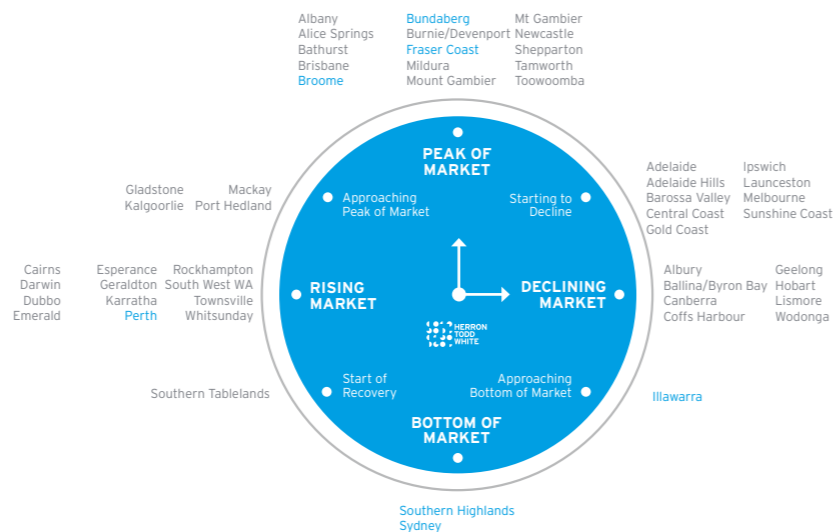 Albany Bundaberg Mt Gambier
Alice Springs Burnie/Devenport Newcastle
Bathurst Fraser Coast Shepparton
Brisbane Mildura Tamworth
Broome Mount Gambier Toowoomba
PEAK OF
MARKET
Gladstone Mackay
Kalgoorlie Port Hedland
Approaching
Peak of Market
Starting to
Decline
Adelaide Ipswich
Adelaide Hills Launceston
Barossa Valley Melbourne
Central Coast Sunshine Coast
Gold Coast
Cairns Esperance Rockhampton
Darwin Geraldton South West WA
Dubbo Karratha Townsville
Emerald Perth Whitsunday
RISING
MARKET
DECLINING
MARKET
Albury Geelong
Ballina/Byron Bay Hobart
Canberra Lismore
Coffs Harbour Wodonga
HERRON
TODD
WHITE
Southern Tablelands
Start of
Recovery
Approaching
Bottom of Market
Illawarra
BOTTOM OF
MARKET
Southern Highlands
Sydney